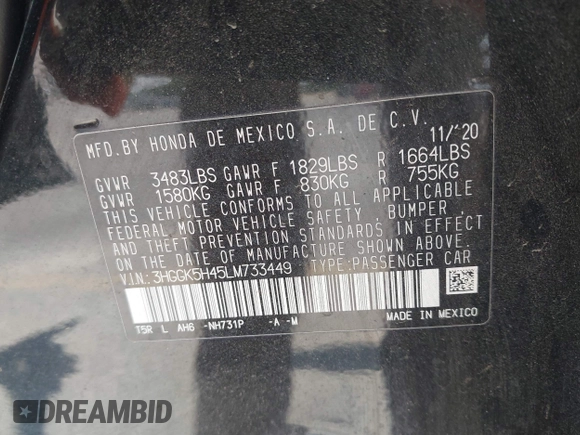 MFD. BY HONDA DE MEXICO S.A. DE C.V.
11/'20
GVWR 3483LBS GAWR F 1829LBS R 1664LBS
GVWR 1580KG GAWR F 830KG R 755KG
THIS VEHICLE CONFORMS TO ALL APPLICABLE
FEDERAL MOTOR VEHICLE SAFETY, BUMPER,
AND THEFT PREVENTION STANDARDS IN EFFECT
ON THE DATE OF MANUFACTURE SHOWN ABOVE.
V.I.N.: 3HGGK5H45LM733449 TYPE: PASSENGER CAR
T5R L AH6 -NH731P -A -M
MADE IN MEXICO
DREAMBID